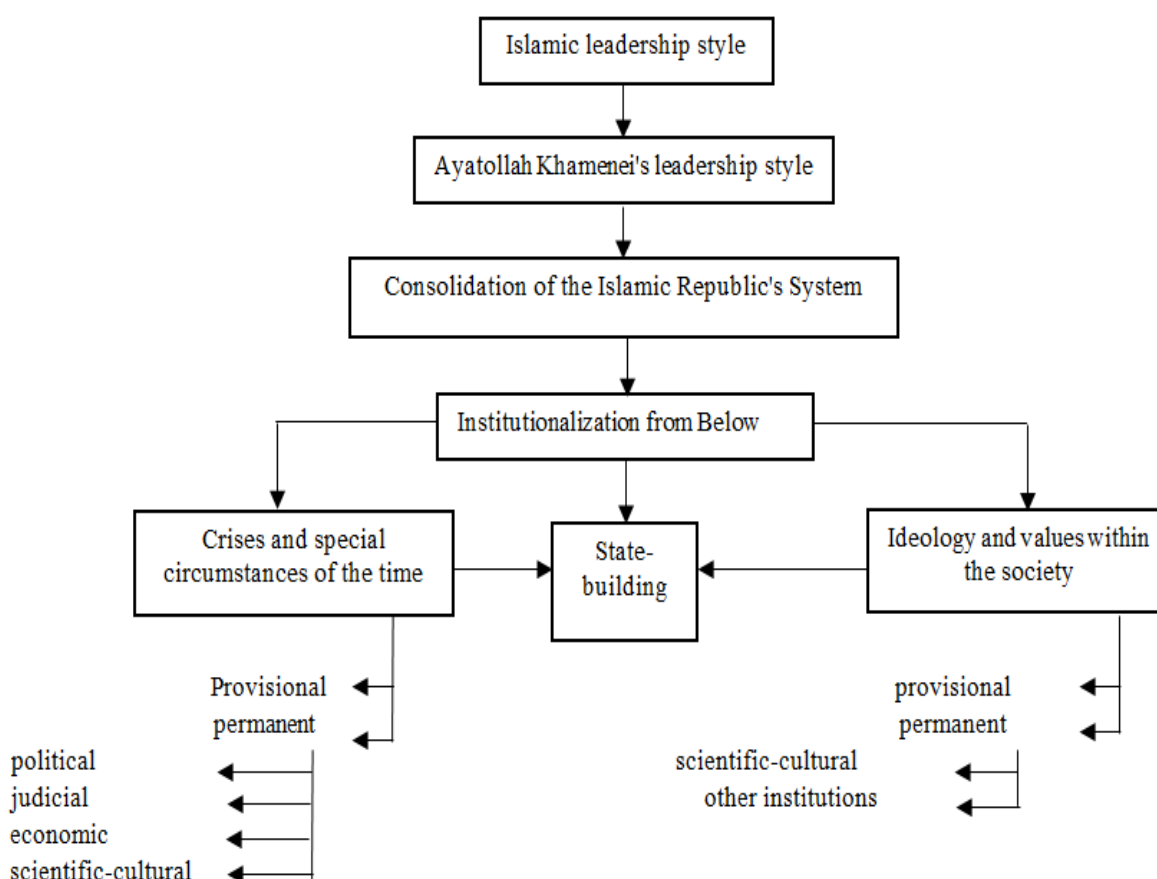 Islamic leadership style
Ayatollah Khamenei's leadership style
Consolidation of the Islamic Republic's System
Institutionalization from Below
Crises and special
circumstances of the time
State-
building
Ideology and values within
the society
Provisional
permanent
political
judicial
economic
scientific-cultural
provisional
permanent
scientific-cultural
other institutions